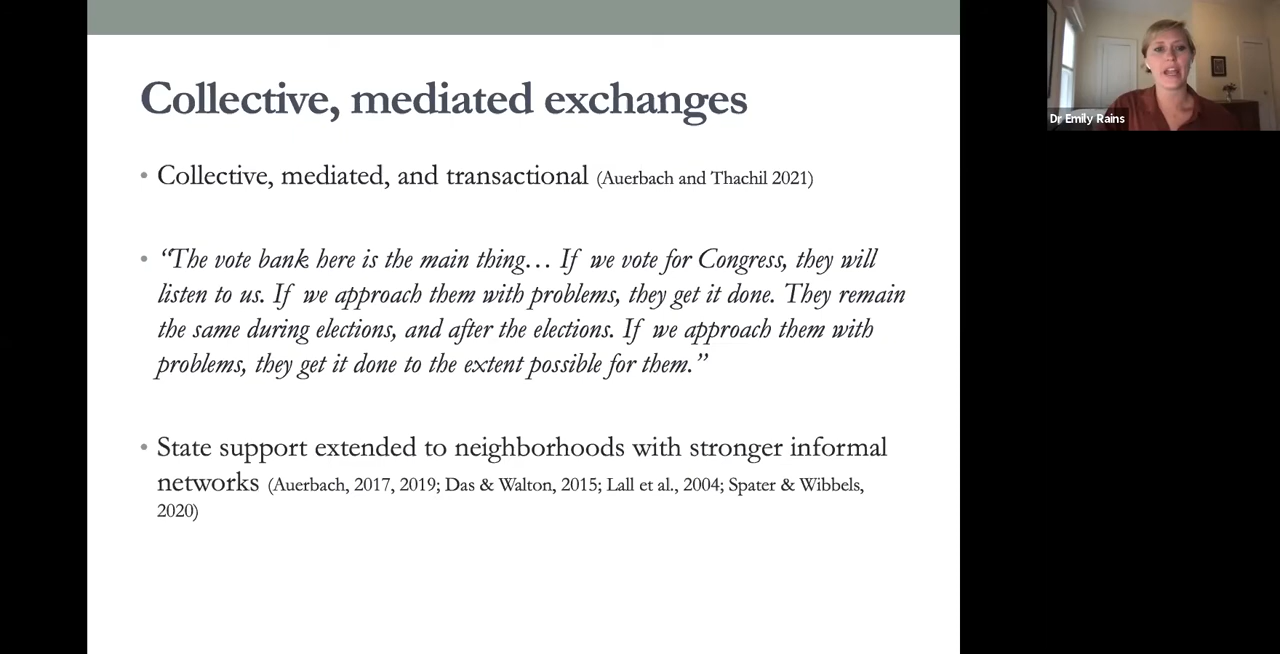 Collective, mediated exchanges
• Collective, mediated, and transactional (Auerbach and Thachil 2021)
• “The vote bank here is the main thing… If we vote for Congress, they will
listen to us. If we approach them with problems, they get it done. They remain
the same during elections, and after the elections. If we approach them with
problems, they get it done to the extent possible for them.”
• State support extended to neighborhoods with stronger informal
networks (Auerbach, 2017, 2019; Das & Walton, 2015; Lall et al., 2004; Spater & Wibbels,
2020)
Dr Emily Rains